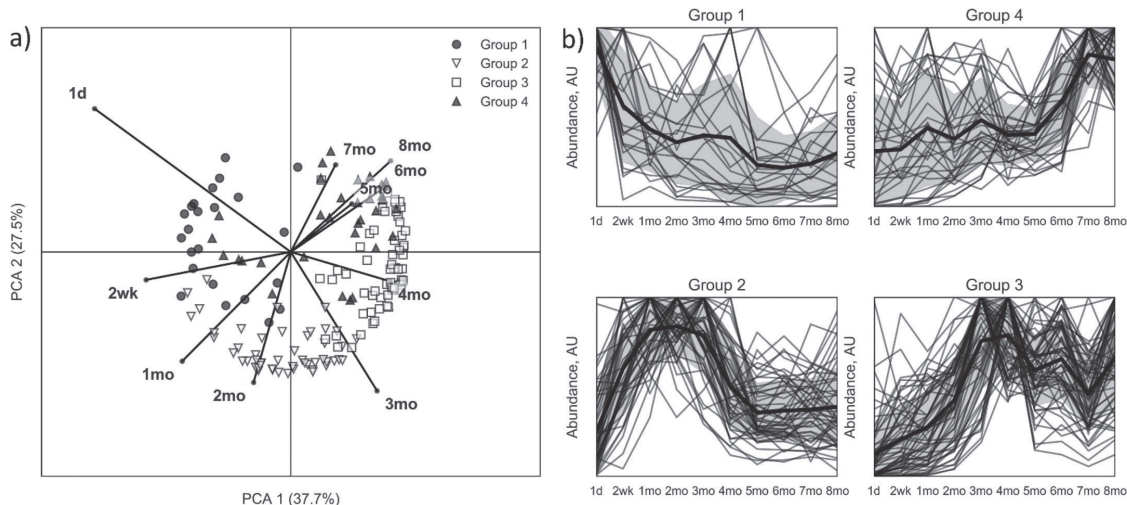 a)
Group 1
Group 2
Group 3
Group 4
1d
7mo
8mo
6mo
5mo
2wk
4mo
1mo
2mo
3mo
PCA 2 (27.5%)
PCA 1 (37.7%)
b)
Group 1
Abundance, AU
1d 2wk 1mo 2mo 3mo 4mo 5mo 6mo 7mo 8mo
Group 4
Abundance, AU
1d 2wk 1mo 2mo 3mo 4mo 5mo 6mo 7mo 8mo
Group 2
Abundance, AU
1d 2wk 1mo 2mo 3mo 4mo 5mo 6mo 7mo 8mo
Group 3
Abundance, AU
1d 2wk 1mo 2mo 3mo 4mo 5mo 6mo 7mo 8mo